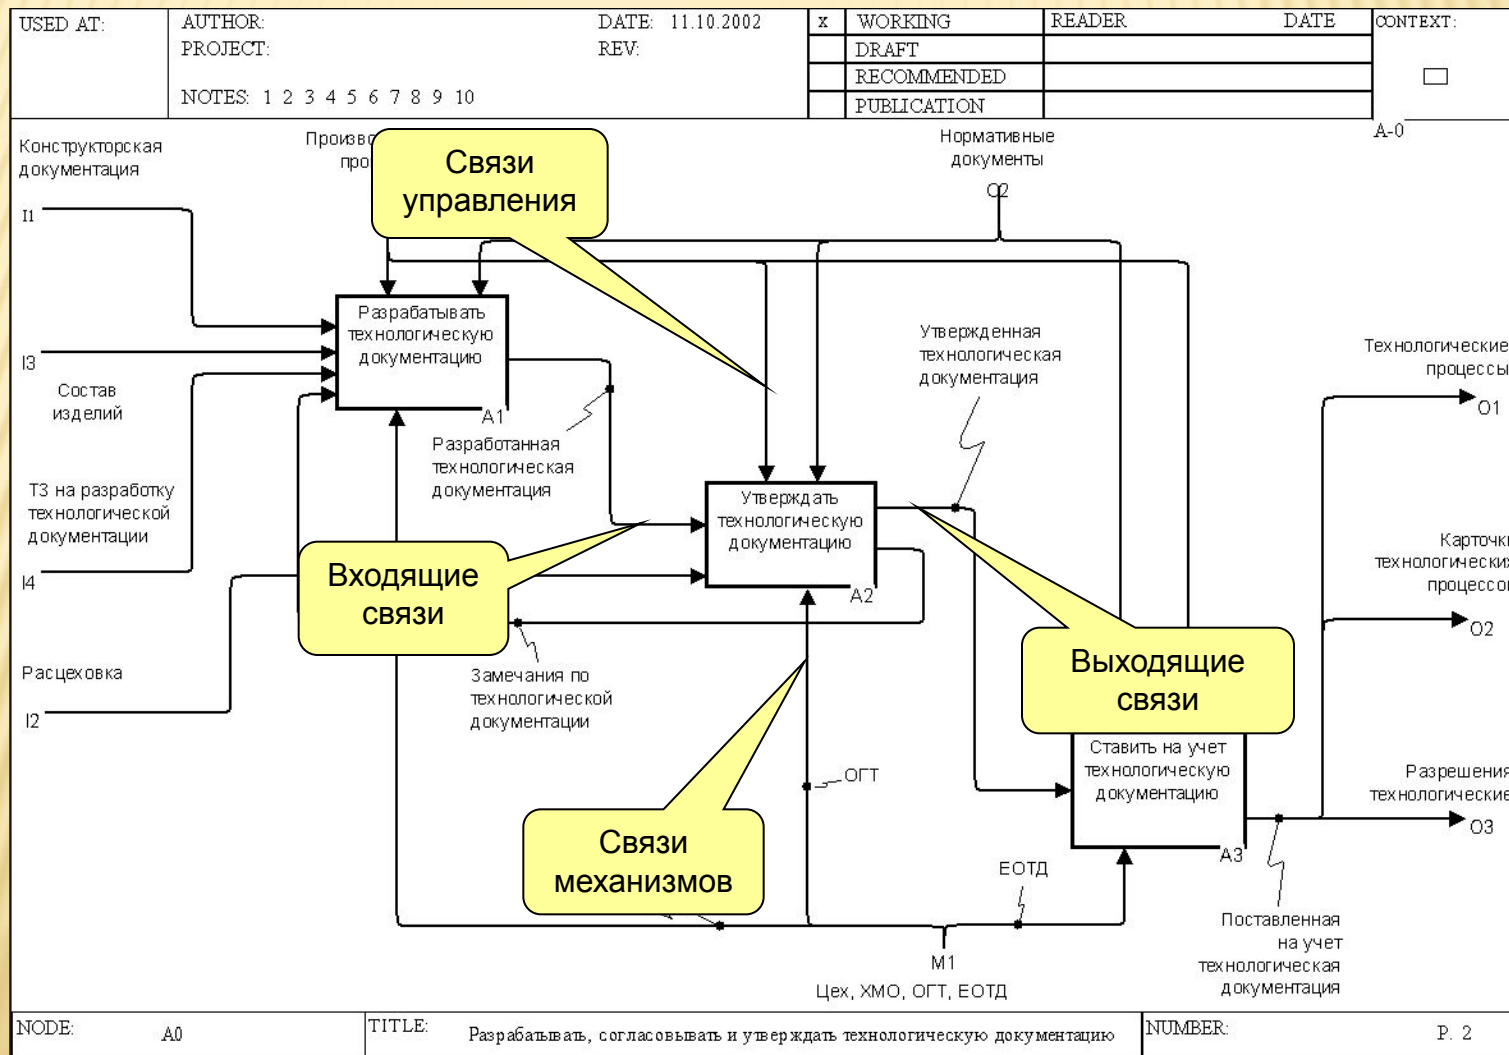 USED AT:
AUTHOR:
DATE: 11.10.2002
PROJECT:
REV:
NOTES: 1 2 3 4 5 6 7 8 9 10
X
WORKING
DRAFT
RECOMMENDED
PUBLICATION
READER
DATE
CONTEXT:
A-0
Конструкторская
документация
I1
Связи
управления
Нормативные
документы
C2
I3
Состав
изделий
Разрабатывать
технологическую
документацию
A1
Утвержденная
технологическая
документация
Технологические
процессы
O1
Разработанная
технологическая
документация
ТЗ на разработку
технологической
документации
I4
Утверждать
технологическую
документацию
A2
Входящие
связи
Карточки
технологических
O2
Расцеховка
I2
Замечания по
технологической
документации
Выходящие
связи
ОГТ
Ставить на учет
технологическую
документацию
A3
Разрешения
технологические
O3
Связи
механизмов
ЕОТД
M1
Цех, ХМО, ОГТ, ЕОТД
Поставленная
на учет
технологическая
документация
NODE:
A0
TITLE:
Разрабатывать, согласовывать и утверждать технологическую документацию
NUMBER:
P. 2